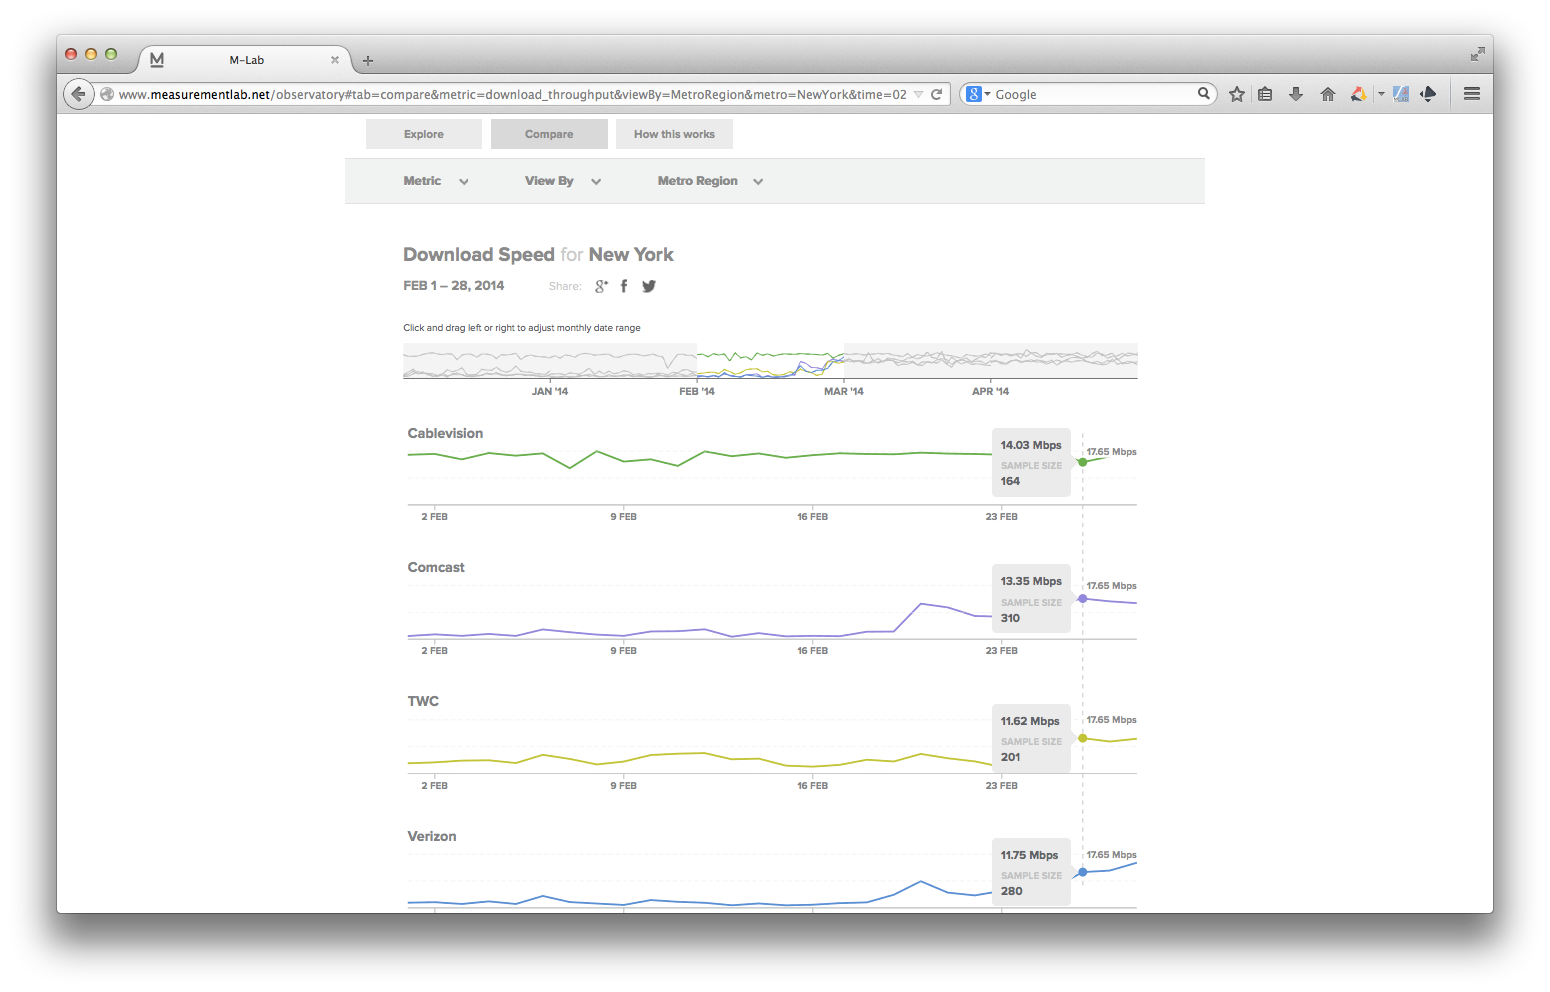 M
M-Lab
www.measurementlab.net/observatory#tab=compare&metric=download_throughput&viewBy=MetroRegion&metro=NewYork&time=02
8
Google
Explore
Compare
How this works
Metric
View By
Metro Region
Download Speed for New York
FEB 1 – 28, 2014
Share:
Click and drag left or right to adjust monthly date range
JAN '14
FEB '14
MAR '14
APR '14
Cablevision
14.03 Mbps
SAMPLE SIZE
164
17.65 Mbps
2 FEB
9 FEB
16 FEB
23 FEB
Comcast
13.35 Mbps
SAMPLE SIZE
310
17.65 Mbps
2 FEB
9 FEB
16 FEB
23 FEB
TWC
11.62 Mbps
SAMPLE SIZE
201
17.65 Mbps
2 FEB
9 FEB
16 FEB
23 FEB
Verizon
11.75 Mbps
SAMPLE SIZE
280
17.65 Mbps